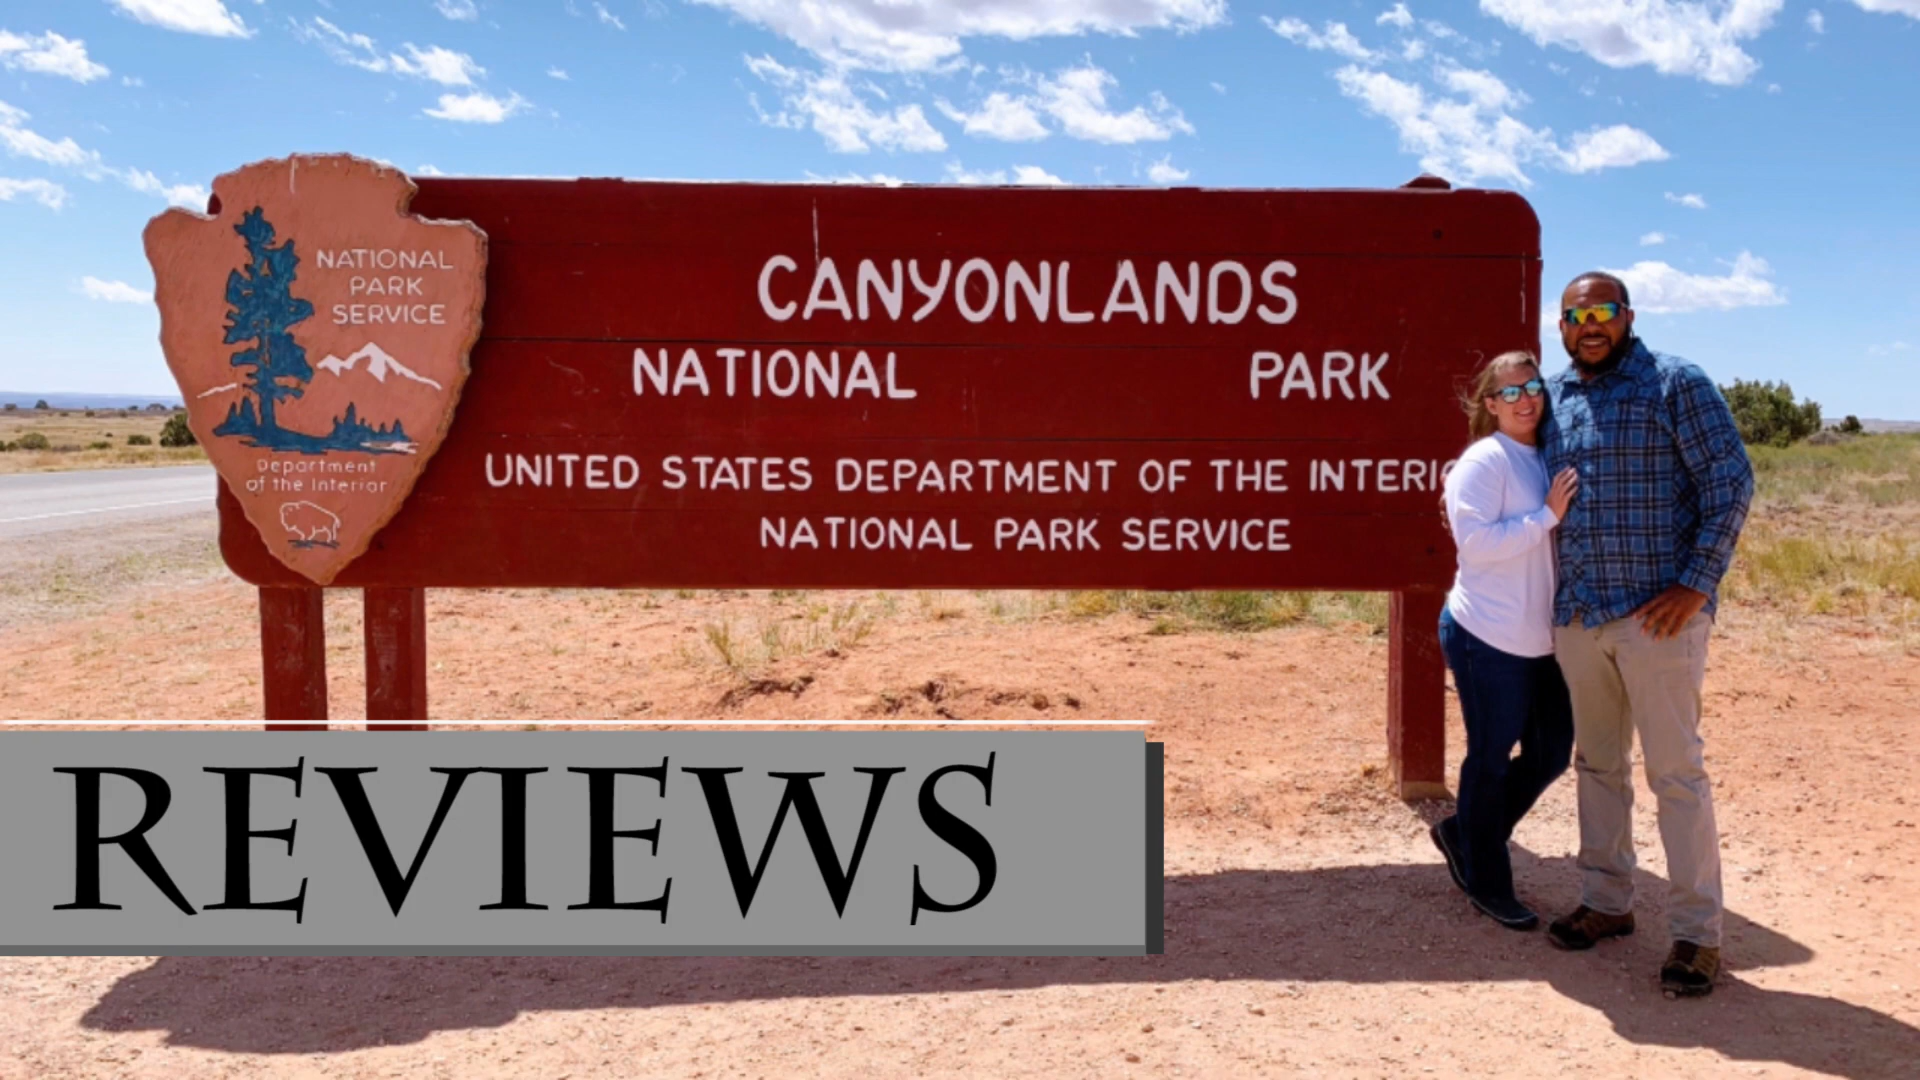 NATIONAL
PARK
SERVICE
Department
of the Interior
CANYONLANDS
NATIONAL PARK
UNITED STATES DEPARTMENT OF THE INTERIO
NATIONAL PARK SERVICE
REVIEWS